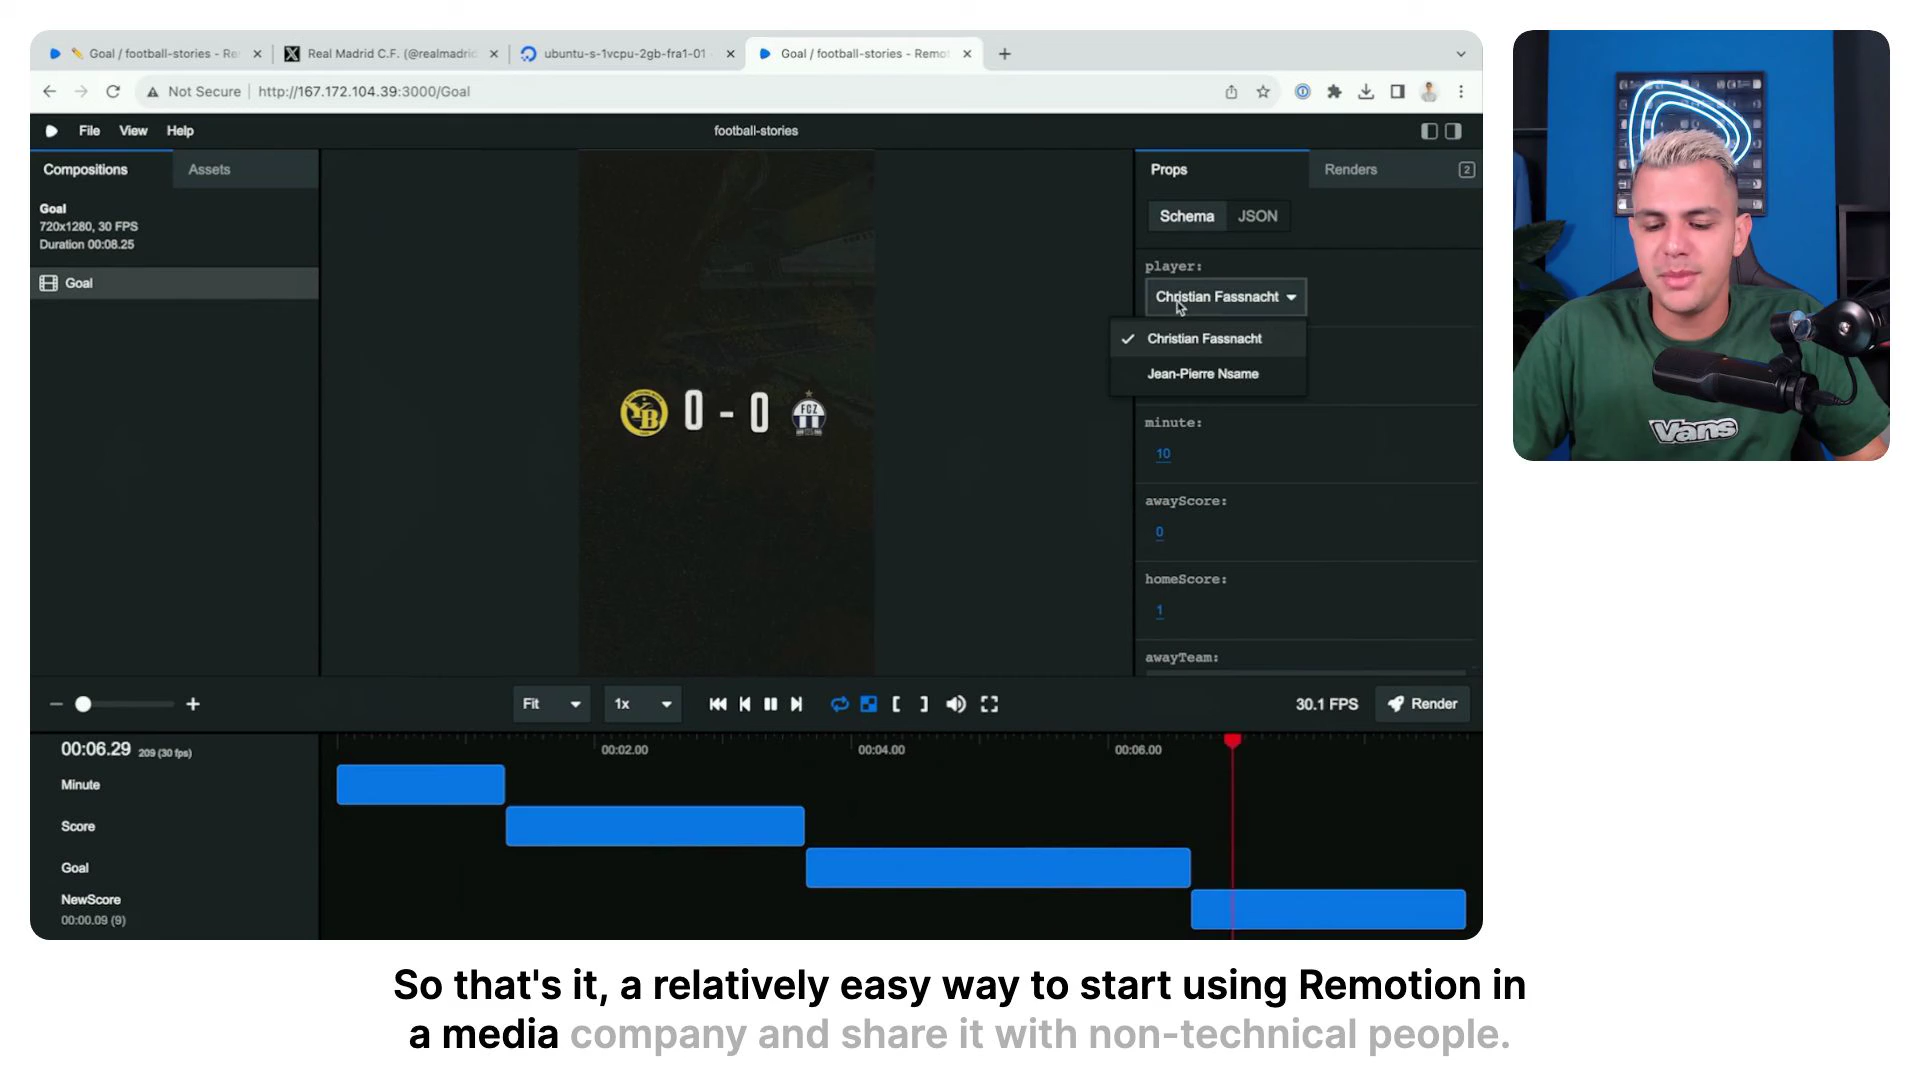 Goal / football-stories - Re
Real Madrid C.F. (@realmadrid
ubuntu-s-1vcpu-2gb-fra1-01
Goal / football-stories - Remo
Not Secure
http://167.172.104.39:3000/Goal
File View Help
football-stories
Compositions
Assets
Goal
720x1280, 30 FPS
Duration 00:08.25
Goal
YB
0 - 0
FCZ
Props
Renders
2
Schema
JSON
player:
Christian Fassnacht
Christian Fassnacht
Jean-Pierre Nsame
minute:
10
awayScore:
0
homeScore:
1
awayTeam:
Fit
1x
30.1 FPS
Render
00:06.29 209 (30 fps)
00:02.00
00:04.00
00:06.00
Minute
Score
Goal
NewScore
00:00.09 (9)
Vans
So that's it, a relatively easy way to start using Remotion in
a media company and share it with non-technical people.